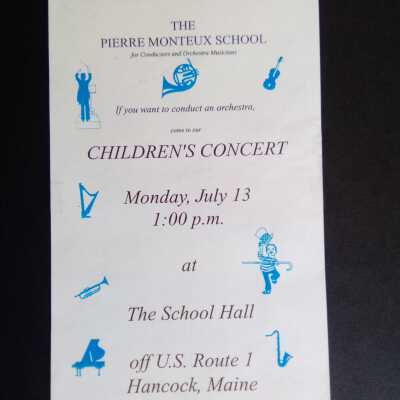 THE
PIERRE MONTEUX SCHOOL
for Conductors and Orchestra Musicians
If you want to conduct an orchestra,
come to our
CHILDREN'S CONCERT
Monday, July 13
1:00 p.m.
at
The School Hall
off U.S. Route 1
Hancock, Maine